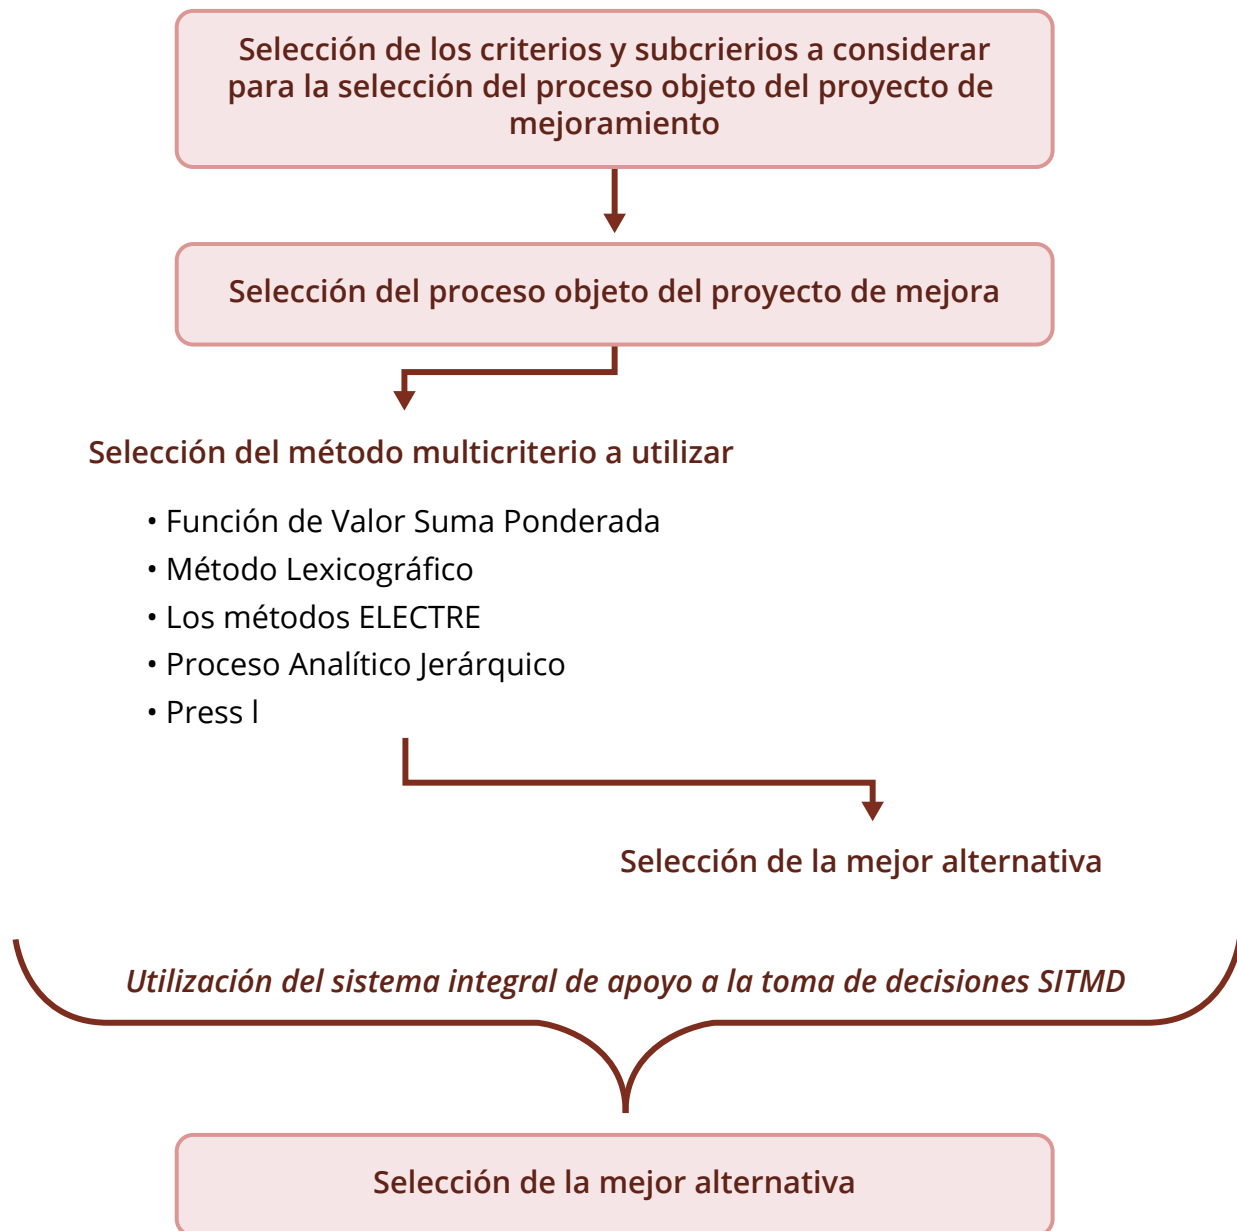 Selección de los criterios y subcrierios a considerar
para la selección del proceso objeto del proyecto de
mejoramiento
Selección del proceso objeto del proyecto de mejora
Selección del método multicriterio a utilizar
• Función de Valor Suma Ponderada
• Método Lexicográfico
• Los métodos ELECTRE
• Proceso Analítico Jerárquico
• Press l
Selección de la mejor alternativa
Utilización del sistema integral de apoyo a la toma de decisiones SITMD
Selección de la mejor alternativa